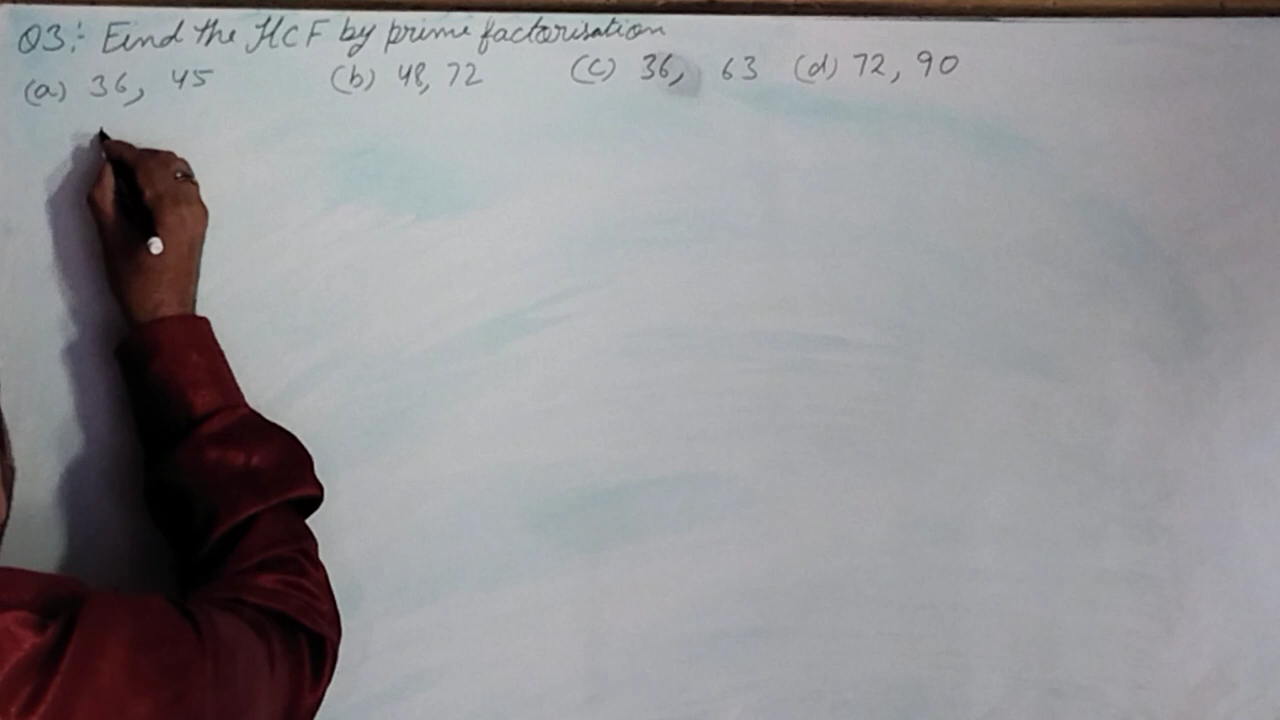 Q3:- Find the HCF by prime factorisation
(a) 36, 45 (b) 48, 72 (c) 36, 63 (d) 72, 90